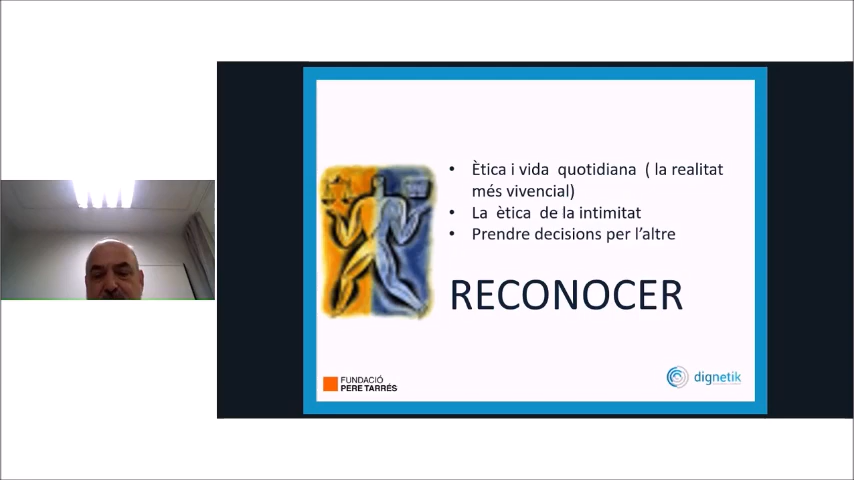 • Ètica i vida quotidiana ( la realitat
més vivencial)
• La ètica de la intimitat
• Prendre decisions per l’altre
RECONOCER
FUNDACIÓ
PERE TARRÉS
dignetik